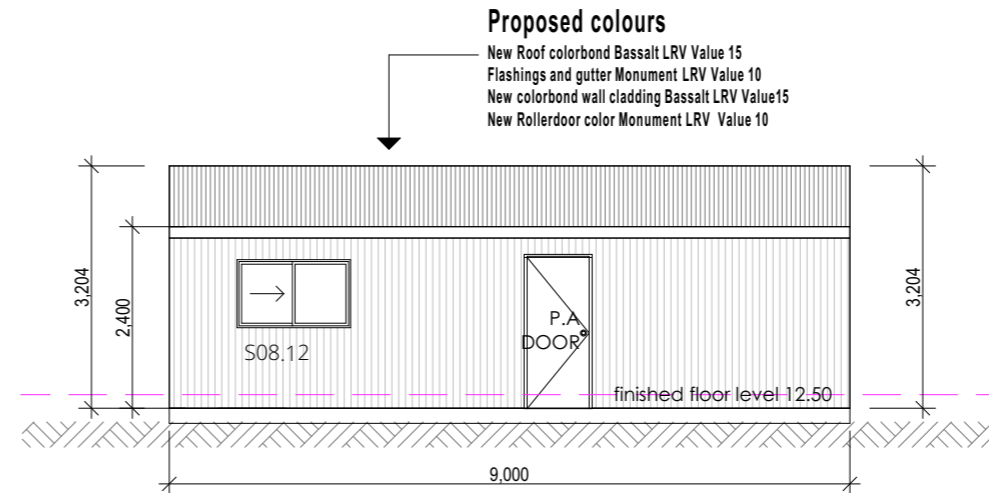 Proposed colours
New Roof colorbond Bassalt LRV Value 15
Flashings and gutter Monument LRV Value 10
New colorbond wall cladding Bassalt LRV Value15
New Rollerdoor color Monument LRV Value 10
3,204
2,400
S08.12
P.A
DOOR
3,204
finished floor level 12.50
9,000